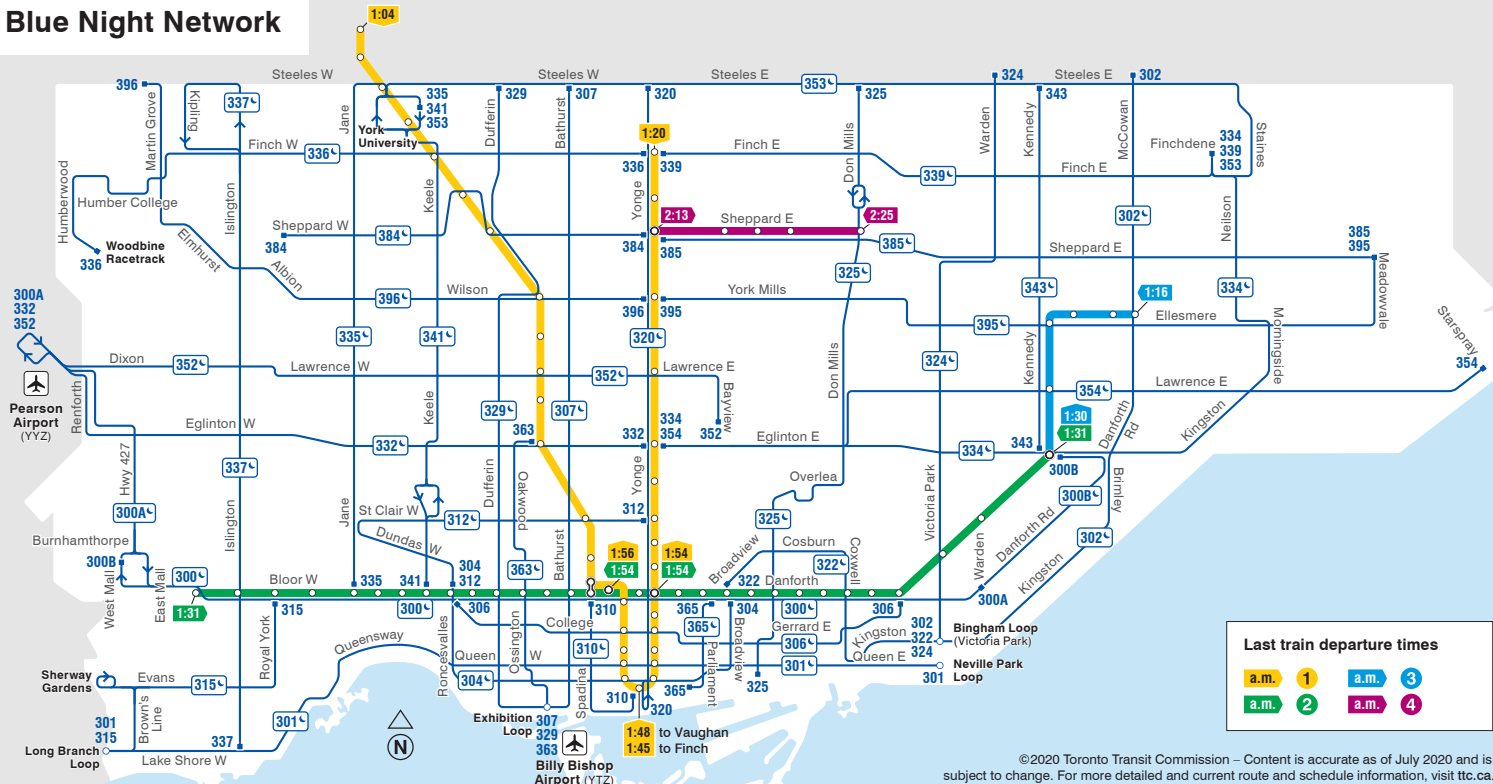 Blue Night Network
1:04
Steeles W
Steeles W
Steeles E
353
324
Steeles E
302
396
Martin Grove
Kipling
337
Jane
335
341
353
York
University
Dufferin
329
Bathurst
307
320
325
Don Mills
Warden
Kennedy
343
McCowan
Finchdene
334
339
353
Staines
1:20
Finch W
336
336
339
Finch E
339
Finch E
Humberwood
Humber College
Islington
Keele
Yonge
2:13
Sheppard E
2:25
302
Neilson
Sheppard W
384
384
384
385
385
Sheppard E
385
395
Meadowvale
336
Woodbine
Racetrack
Elmhurst
Albion
396
Wilson
396
395
York Mills
325
343
1:16
334
395
Ellesmere
Morningside
300A
332
352
Pearson
Airport
(YYZ)
Dixon
352
Lawrence W
335
341
320
352
Lawrence E
Bayview
352
Don Mills
324
Kennedy
354
Lawrence E
Starspray
354
Renforth
Eglinton W
332
Keele
329
307
363
332
334
354
Eglinton E
334
343
1:30
1:31
300B
Danforth
Rd
Kingston
Hwy 427
337
Islington
Jane
Dufferin
Oakwood
Yonge
Overlea
Victoria Park
300B
Brimley
300A
St Clair W
312
312
325
Danforth Rd
302
Burnhamthorpe
300B
Dundas W
Bathurst
1:56
1:54
1:54
1:54
Broadview
Cosburn
322
Coxwell
Warden
Kingston
West Mall
East Mall
300
1:31
Bloor W
335
341
304
312
363
322
Danforth
300A
315
300
306
310
365
304
300
306
Royal York
Roncesvalles
Ossington
College
365
Gerrard E
306
Kingston
302
322
324
Bingham Loop
(Victoria Park)
Queensway
Queen
W
310
Parliament
Broadview
Queen E
301
301
Neville Park
Loop
Sherway
Gardens
Evans
315
304
Spadina
310
365
325
320
Brown's
Line
301
315
Long Branch
Loop
337
301
Lake Shore W
N
Exhibition
Loop
307
329
363
Billy Bishop
Airport (YTZ)
1:48 to Vaughan
1:45 to Finch
Last train departure times
a.m. 1
a.m. 3
a.m. 2
a.m. 4
©2020 Toronto Transit Commission – Content is accurate as of July 2020 and is
subject to change. For more detailed and current route and schedule information, visit ttc.ca.